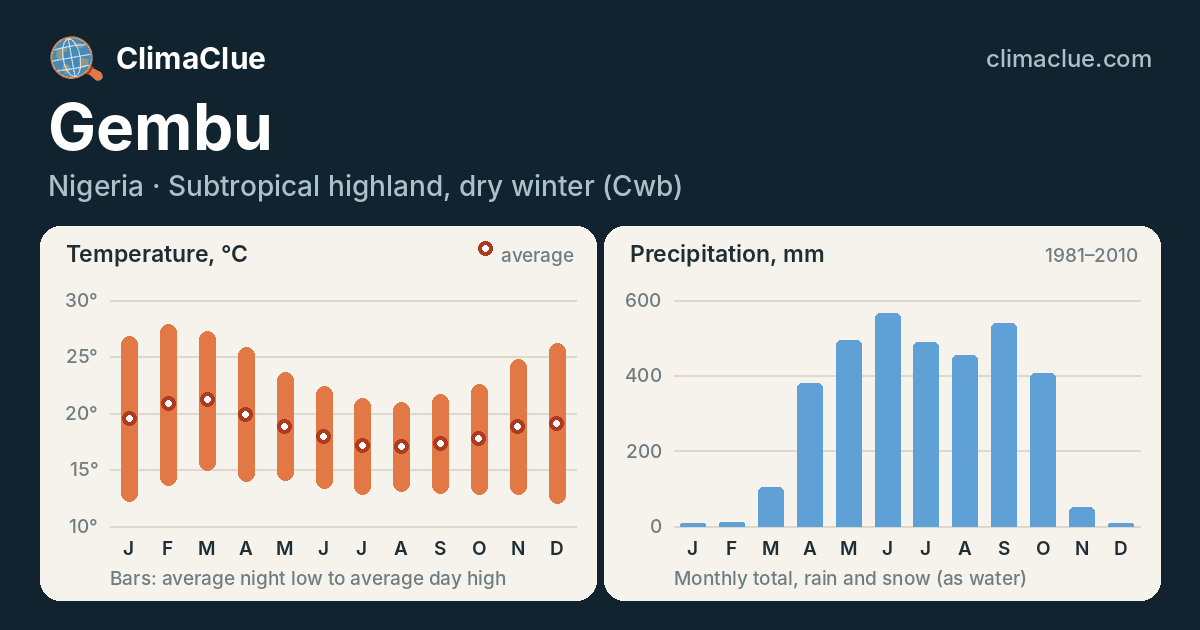 ClimaClue
climaclue.com
Gembu
Nigeria · Subtropical highland, dry winter (Cwb)
Temperature, °C
average
30°
25°
20°
15°
10°
J F M A M J J A S O N D
Bars: average night low to average day high
Precipitation, mm
1981–2010
600
400
200
0
J F M A M J J A S O N D
Monthly total, rain and snow (as water)